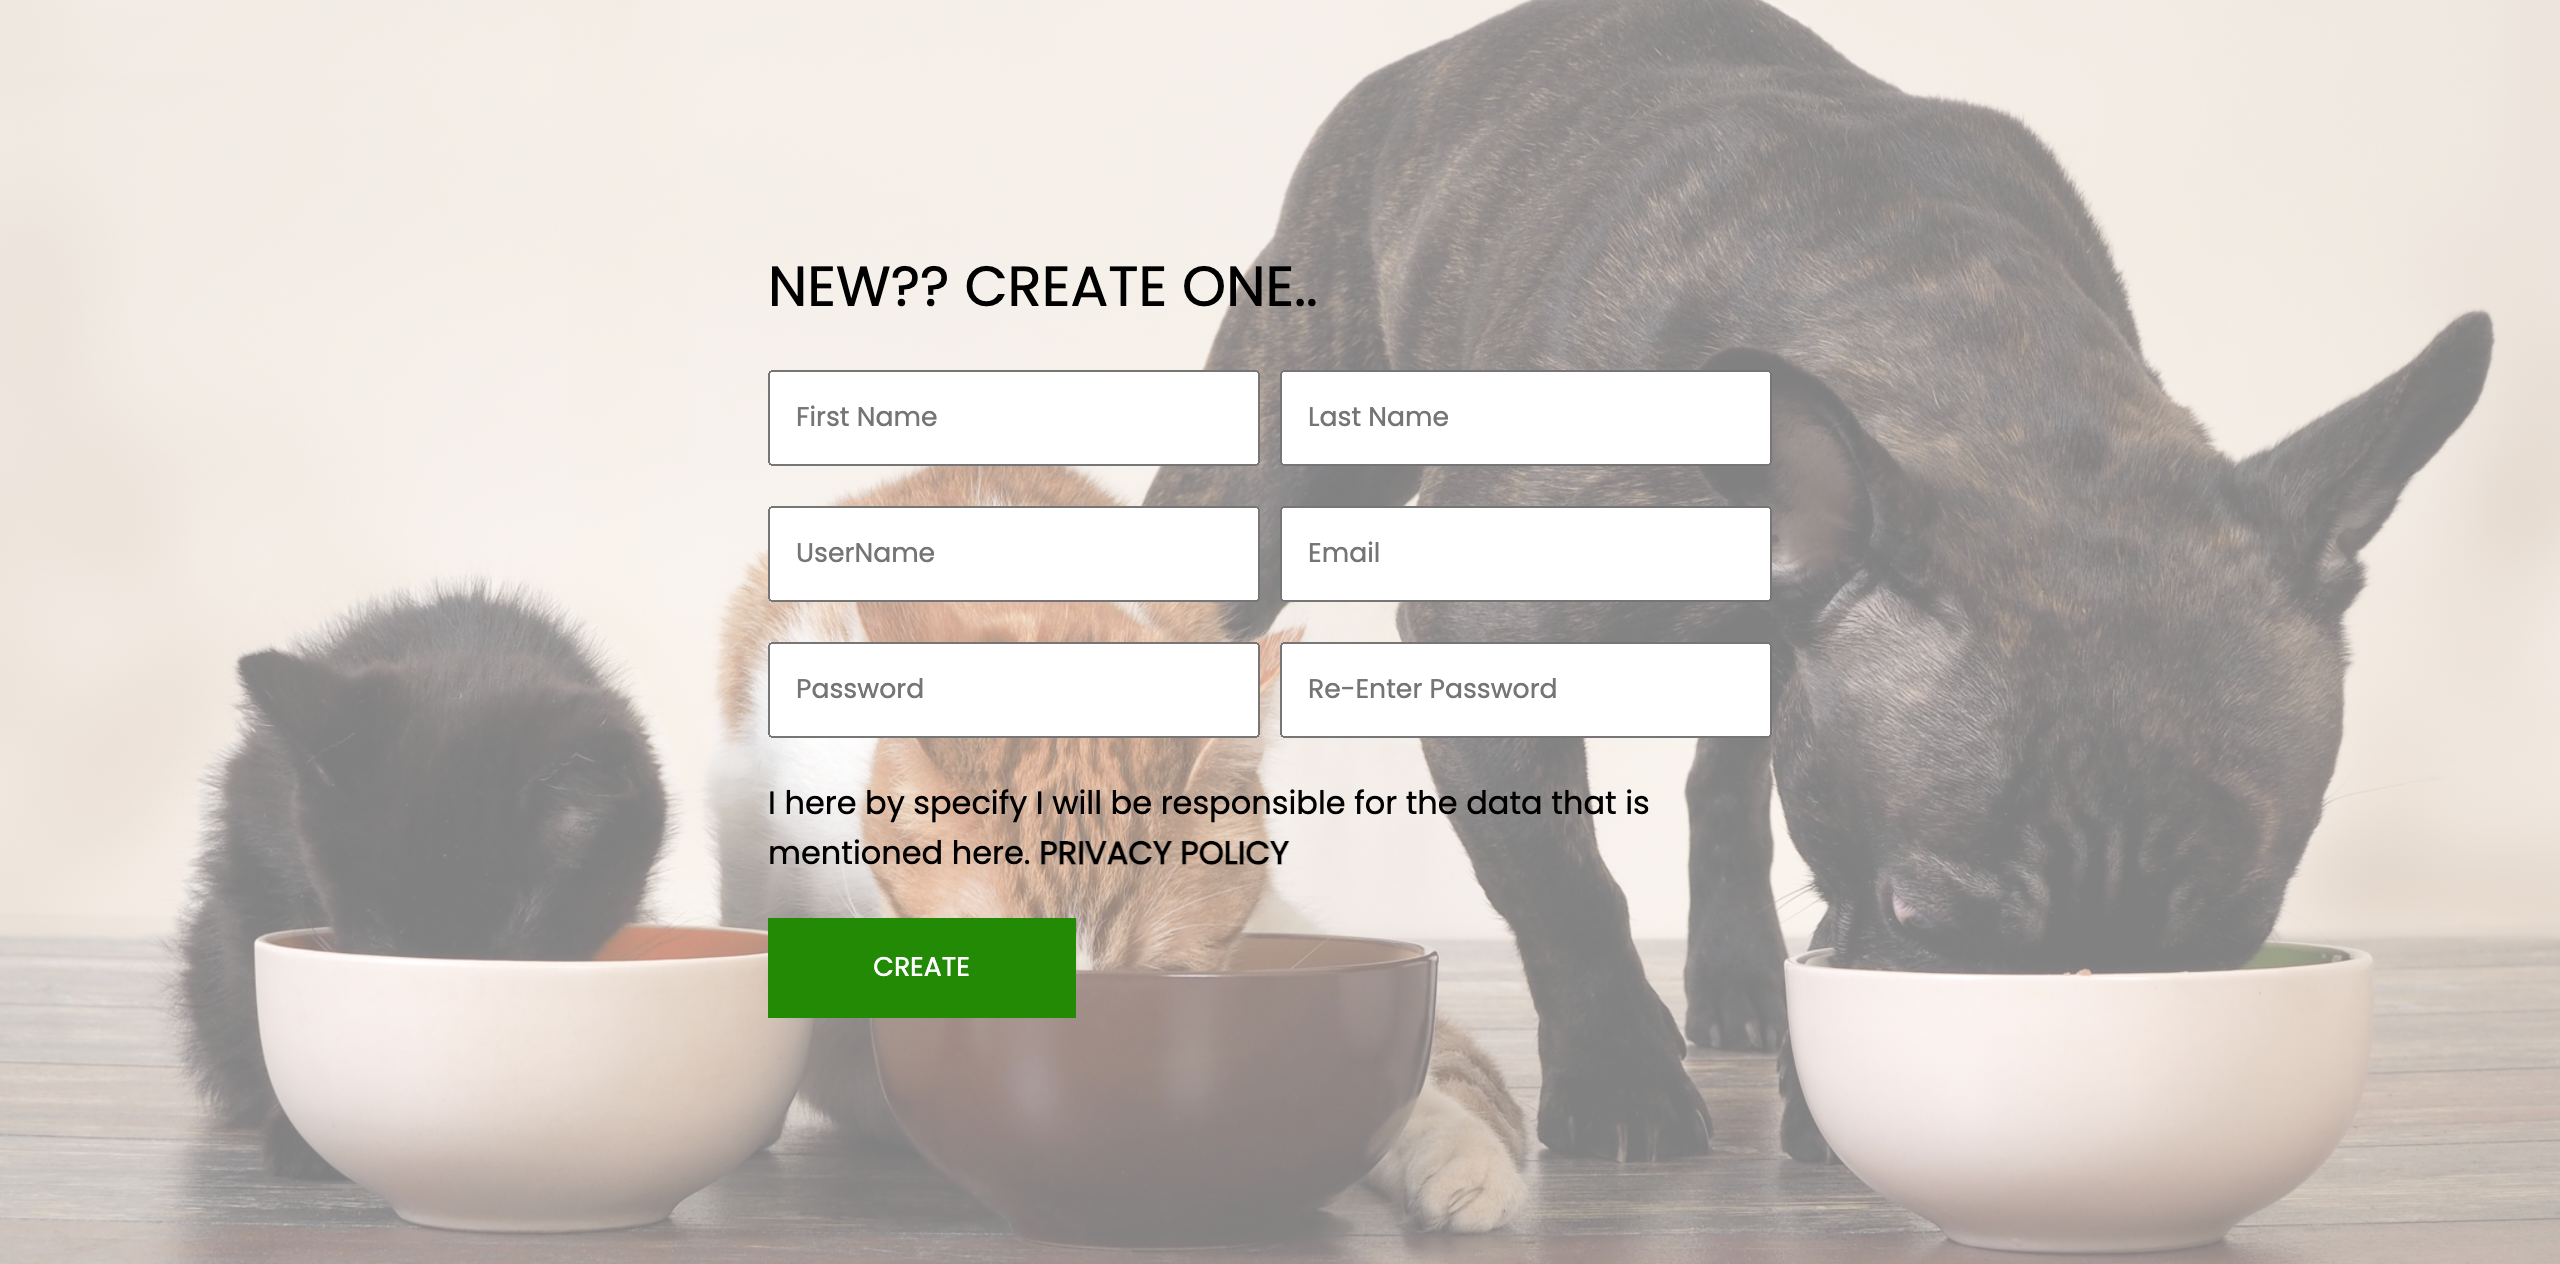 NEW?? CREATE ONE..
First Name
Last Name
UserName
Email
Password
Re-Enter Password
I here by specify I will be responsible for the data that is
mentioned here. PRIVACY POLICY
CREATE